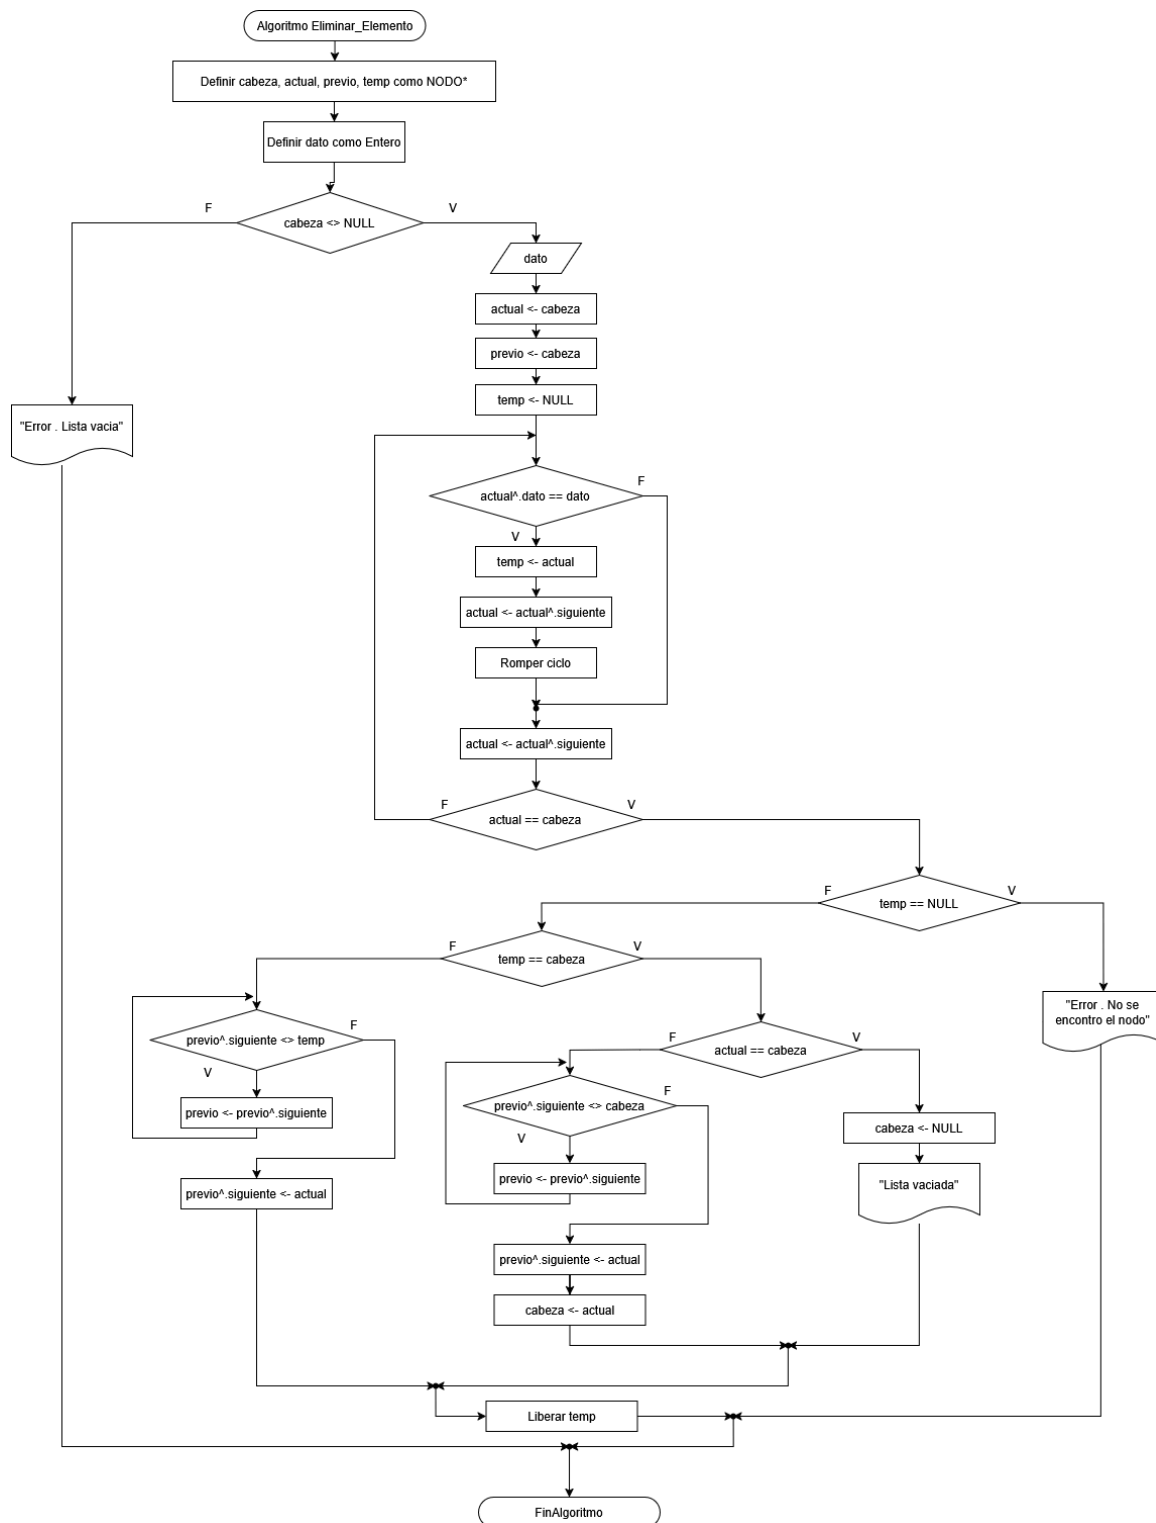 Algoritmo Eliminar_Elemento
Definir cabeza, actual, previo, temp como NODO*
Definir dato como Entero
F
cabeza <> NULL
V
dato
actual <- cabeza
previo <- cabeza
temp <- NULL
"Error . Lista vacia"
actual^.dato == dato
F
V
temp <- actual
actual <- actual^.siguiente
Romper ciclo
actual <- actual^.siguiente
F
actual == cabeza
V
F
temp == NULL
V
F
temp == cabeza
V
"Error . No se
encontro el nodo"
previo^.siguiente <> temp
F
V
previo <- previo^.siguiente
previo^.siguiente <- actual
F
actual == cabeza
V
previo^.siguiente <> cabeza
F
V
previo <- previo^.siguiente
cabeza <- NULL
"Lista vaciada"
previo^.siguiente <- actual
cabeza <- actual
Liberar temp
FinAlgoritmo